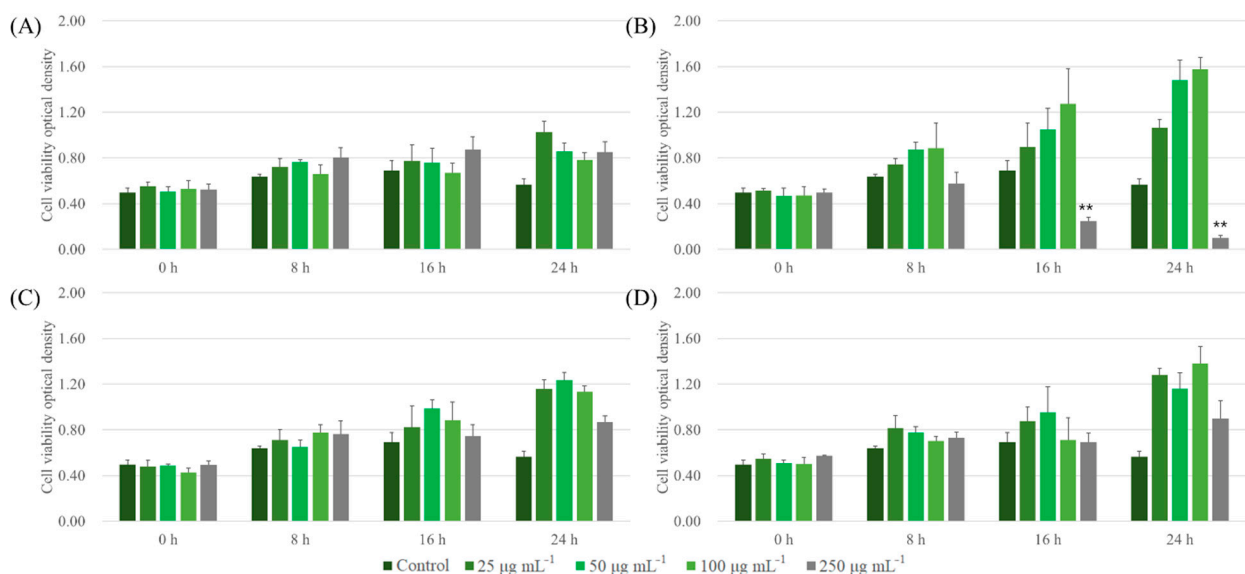 (A)
Cell viability optical density
2.00
1.60
1.20
0.80
0.40
0.00
0 h 8 h 16 h 24 h
(B)
Cell viability optical density
2.00
1.60
1.20
0.80
0.40
0.00
**
**
0 h 8 h 16 h 24 h
(C)
Cell viability optical density
2.00
1.60
1.20
0.80
0.40
0.00
0 h 8 h 16 h 24 h
(D)
Cell viability optical density
2.00
1.60
1.20
0.80
0.40
0.00
0 h 8 h 16 h 24 h
Control 25 μg mL⁻¹ 50 μg mL⁻¹ 100 μg mL⁻¹ 250 μg mL⁻¹